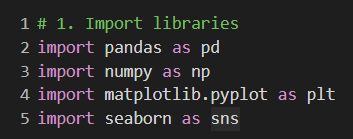 1 # 1. Import libraries
2 import pandas as pd
3 import numpy as np
4 import matplotlib.pyplot as plt
5 import seaborn as sns